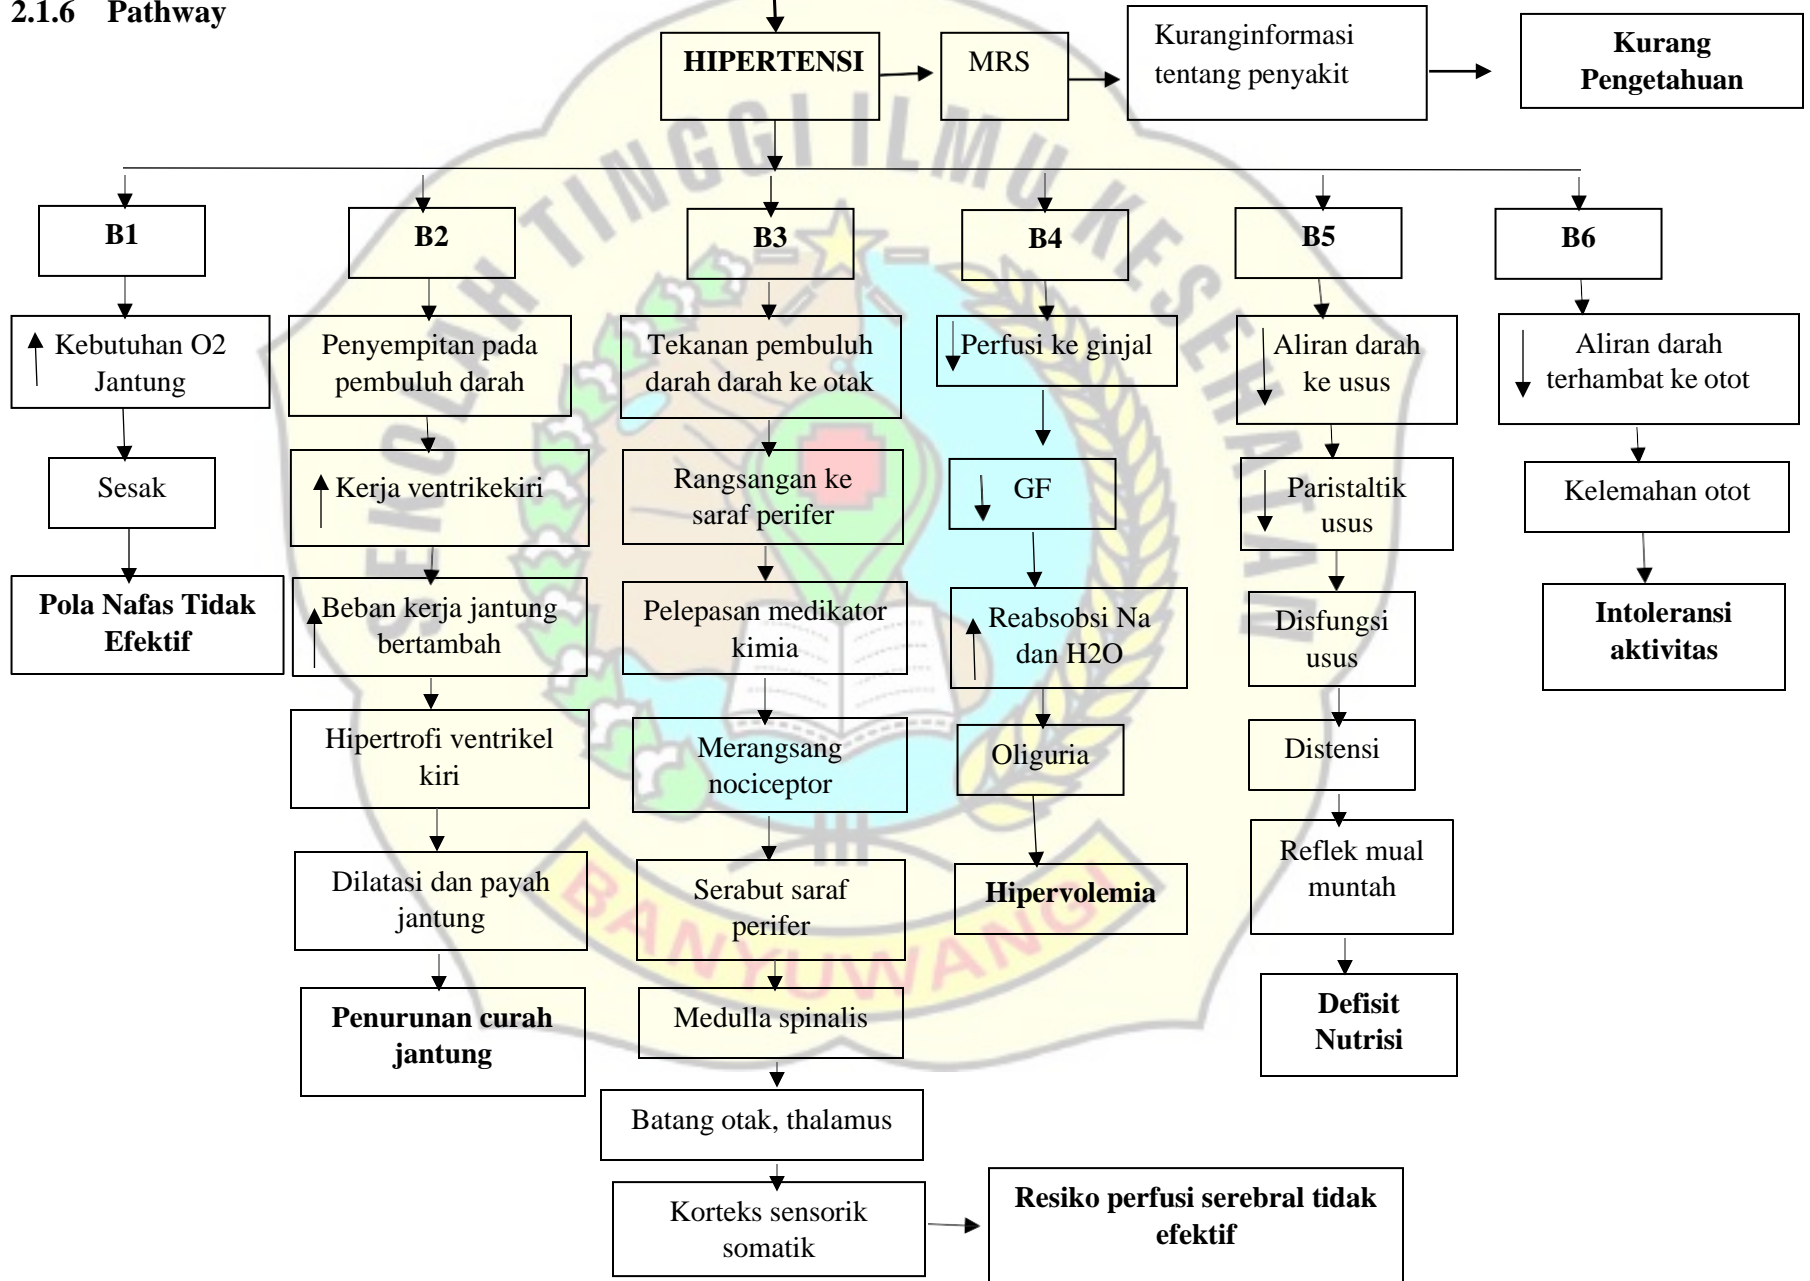 2.1.6 Pathway
HIPERTENSI
MRS
Kuranginformasi
tentang penyakit
Kurang
Pengetahuan
B1
↑ Kebutuhan O2
Jantung
Sesak
Pola Nafas Tidak
Efektif
B2
Penyempitan pada
pembuluh darah
↑ Kerja ventrikekiri
↑ Beban kerja jantung
bertambah
Hipertrofi ventrikel
kiri
Dilatasi dan payah
jantung
Penurunan curah
jantung
B3
Tekanan pembuluh
darah darah ke otak
Rangsangan ke
saraf perifer
Pelepasan medikator
kimia
Merangsang
nociceptor
Serabut saraf
perifer
Medulla spinalis
Batang otak, thalamus
Korteks sensorik
somatik
Resiko perfusi serebral tidak
efektif
B4
↓ Perfusi ke ginjal
↓ GF
↑ Reabsobsi Na
dan H2O
Oliguria
Hipervolemia
B5
↓ Aliran darah
ke usus
↓ Paristaltik
usus
Disfungsi
usus
Distensi
Reflek mual
muntah
Defisit
Nutrisi
B6
↓ Aliran darah
terhambat ke otot
Kelemahan otot
Intoleransi
aktivitas
SEKOLAH TINGGI ILMU KESEHATAN
BANYUWANGI